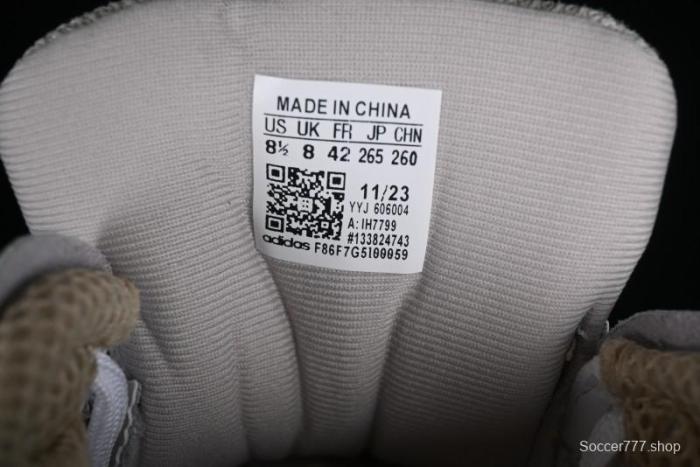 MADE IN CHINA
US UK FR JP CHN
8½ 8 42 265 260
11/23
YYJ 606004
A: IH7799
#133824743
adidas F86F7G5100059
Soccer777.shop